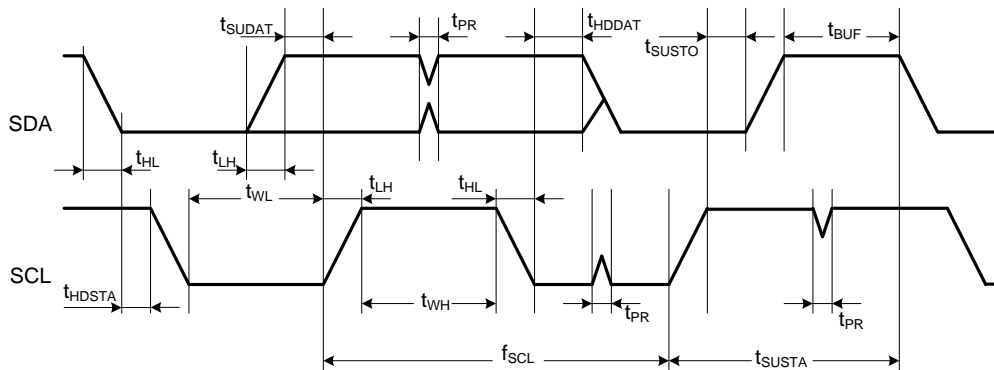 tSUDAT tPR tHDDAT tSUSTO tBUF
SDA
tHL tLH tWL tLH tHL
SCL
tHDSTA tWH tPR tPR
fSCL tSUSTA